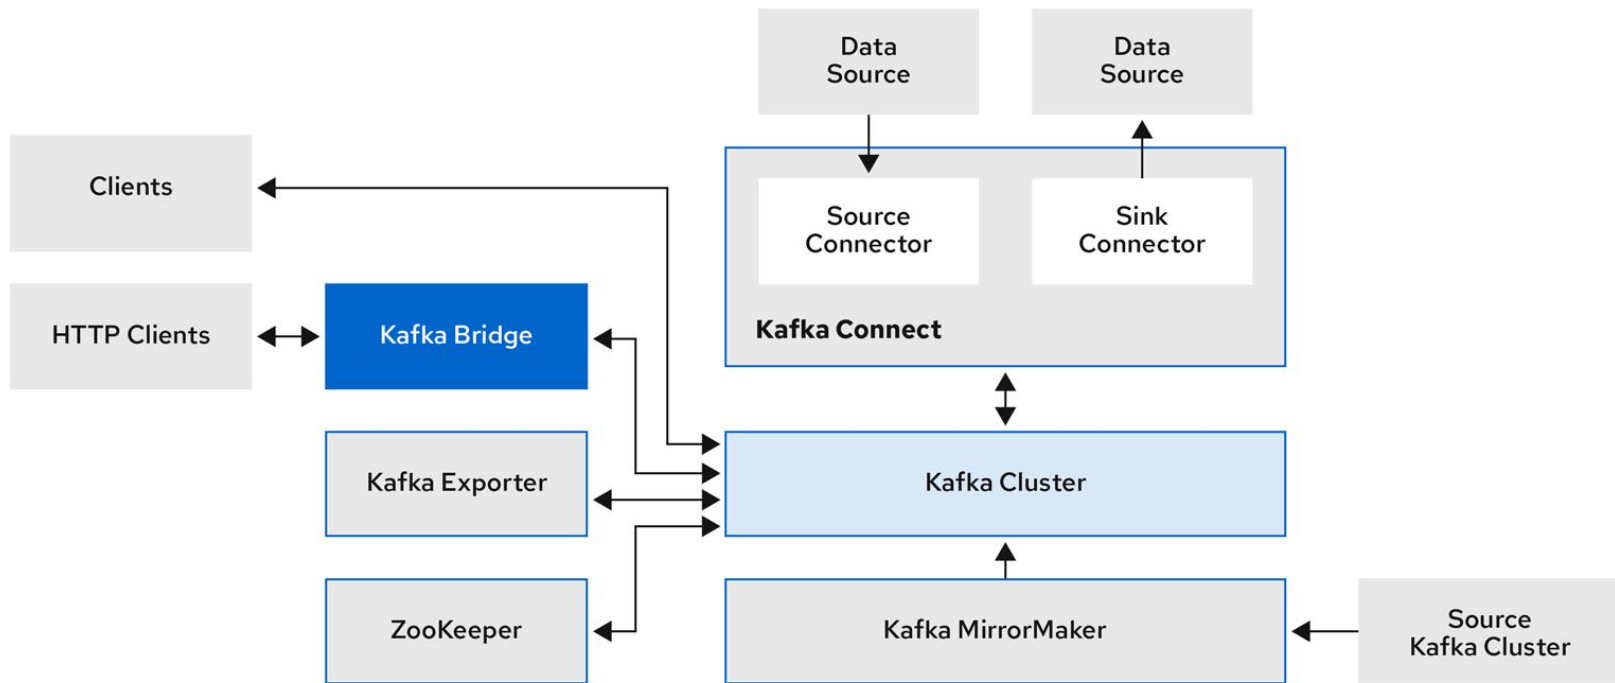 Data
Source
Data
Source
Clients
Source
Connector
Sink
Connector
HTTP Clients
Kafka Bridge
Kafka Connect
Kafka Exporter
Kafka Cluster
ZooKeeper
Kafka MirrorMaker
Source
Kafka Cluster